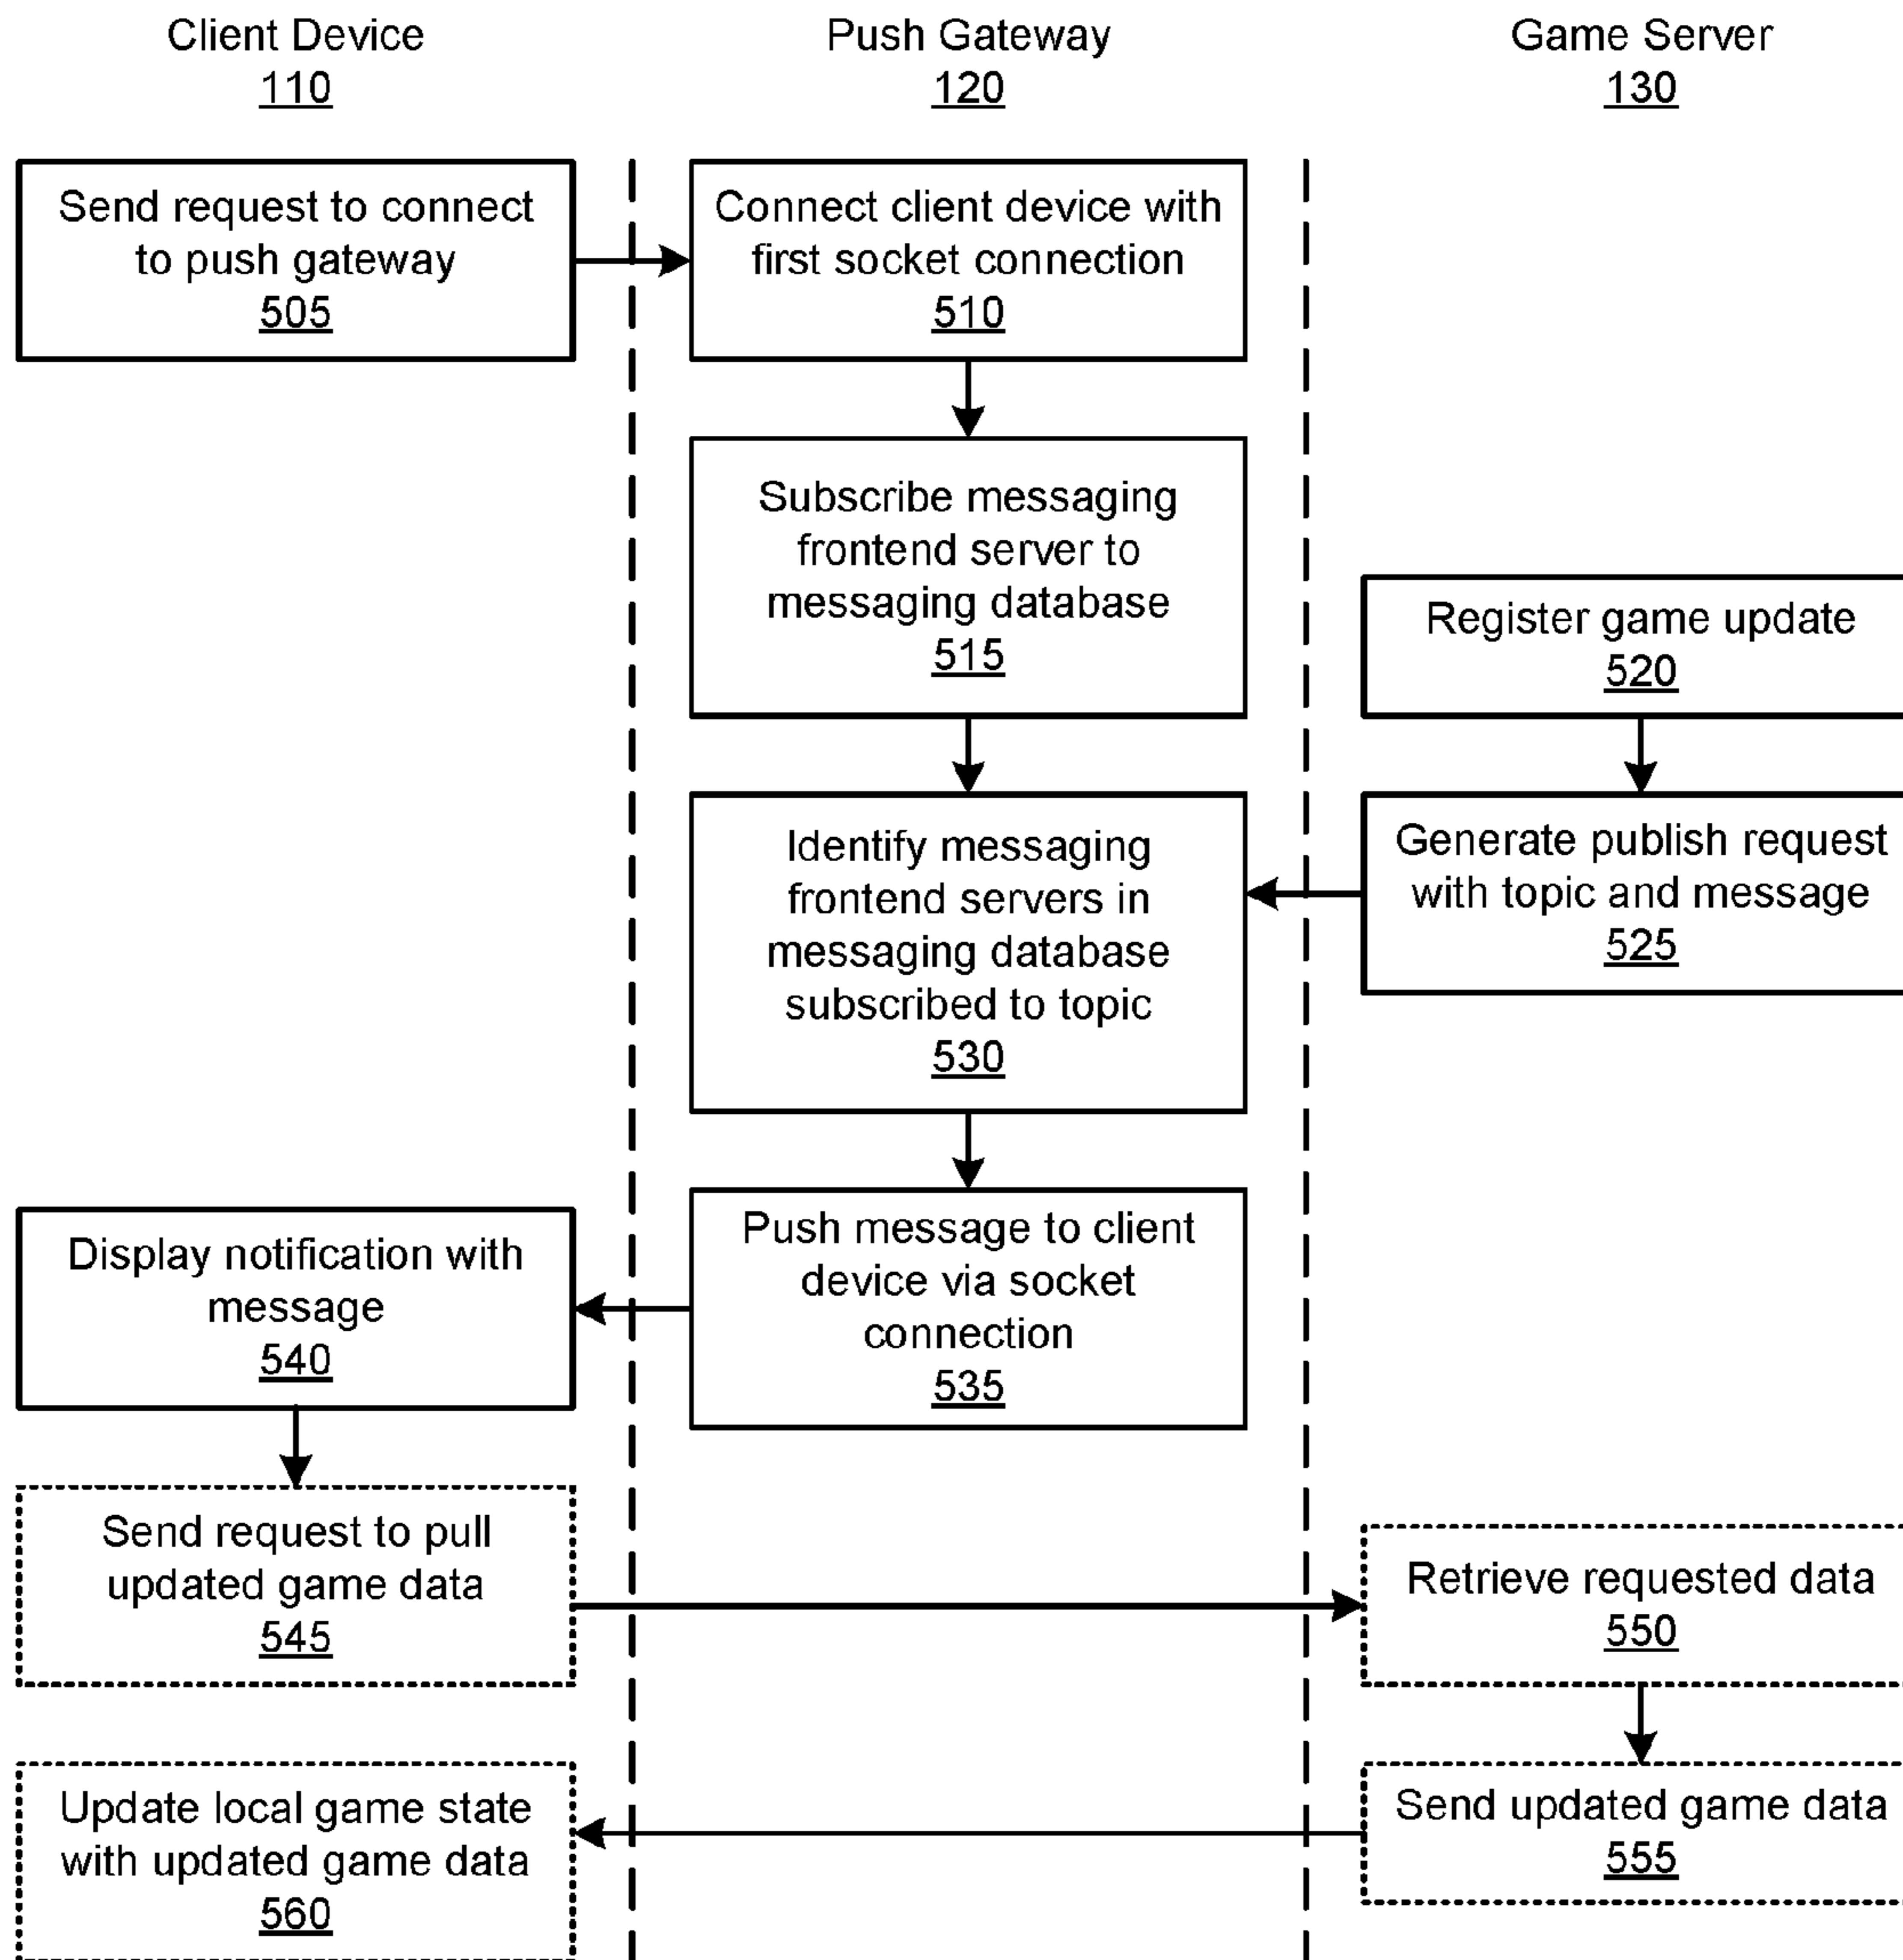 Client Device
110
Push Gateway
120
Game Server
130
Send request to connect
to push gateway
505
Connect client device with
first socket connection
510
Subscribe messaging
frontend server to
messaging database
515
Register game update
520
Identify messaging
frontend servers in
messaging database
subscribed to topic
530
Generate publish request
with topic and message
525
Push message to client
device via socket
connection
535
Display notification with
message
540
Send request to pull
updated game data
545
Retrieve requested data
550
Send updated game data
555
Update local game state
with updated game data
560